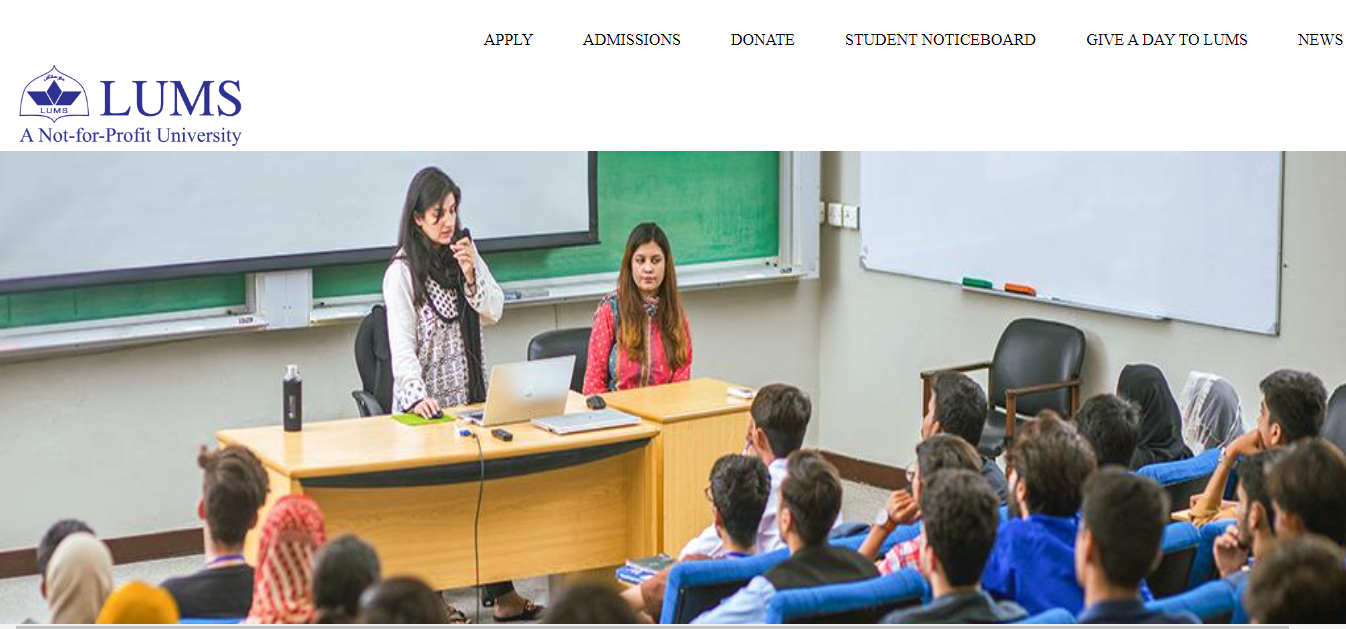 APPLY ADMISSIONS DONATE STUDENT NOTICEBOARD GIVE A DAY TO LUMS NEWS
LUMS
LUMS
A Not-for-Profit University